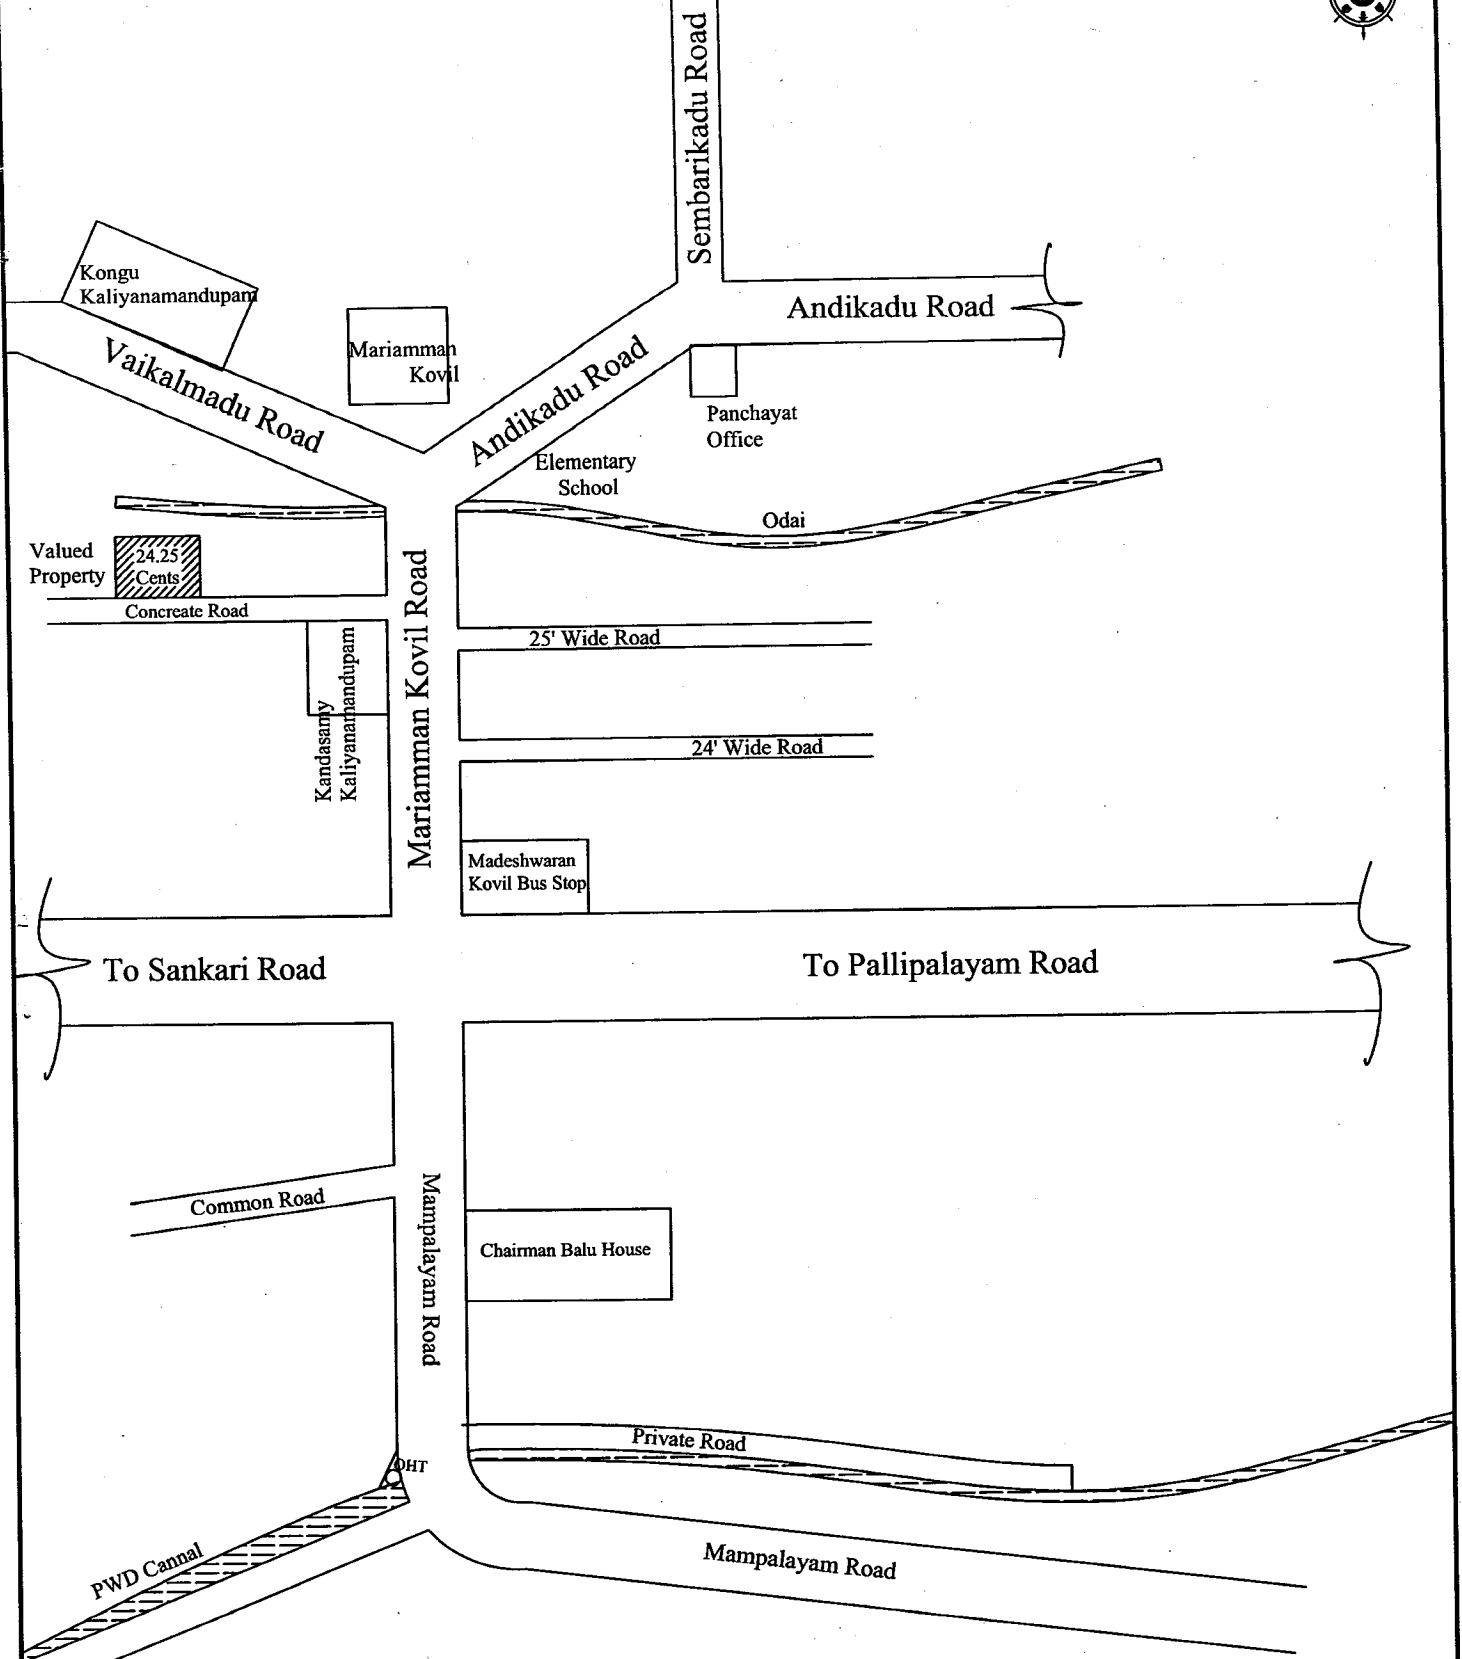 Sembarikadu Road
Kongu
Kaliyanamandupam
Andikadu Road
Mariamman
Kovil
Vaikalmadu Road
Andikadu Road
Panchayat
Office
Elementary
School
Odai
Valued
Property
24.25
Cents
Concreate Road
Mariamman Kovil Road
25' Wide Road
Kandasamy
Kaliyanamandupam
24' Wide Road
Madeshwaran
Kovil Bus Stop
To Sankari Road
To Pallipalayam Road
Common Road
Mampalayam Road
Chairman Balu House
Private Road
OHT
PWD Cannal
Mampalayam Road